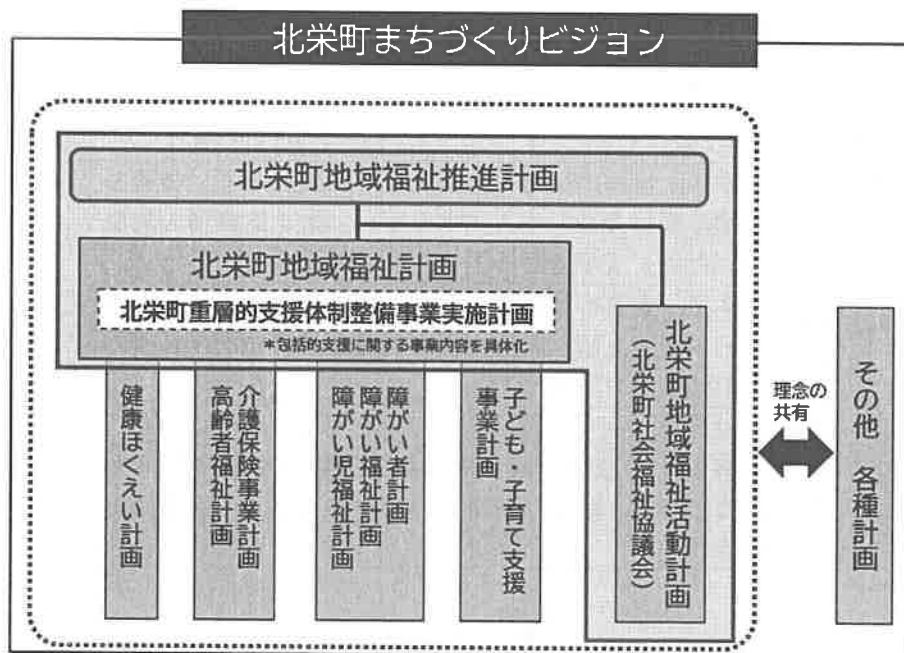 北栄町まちづくりビジョン
北栄町地域福祉推進計画
北栄町地域福祉計画
北栄町重層的支援体制整備事業実施計画
＊包括的支援に関する事業内容を具体化
健康ほくえい計画
介護保険事業計画
高齢者福祉計画
障がい者計画
障がい福祉計画
障がい児福祉計画
子ども・子育て支援
事業計画
北栄町地域福祉活動計画
（北栄町社会福祉協議会）
理念の
共有
その他　各種計画